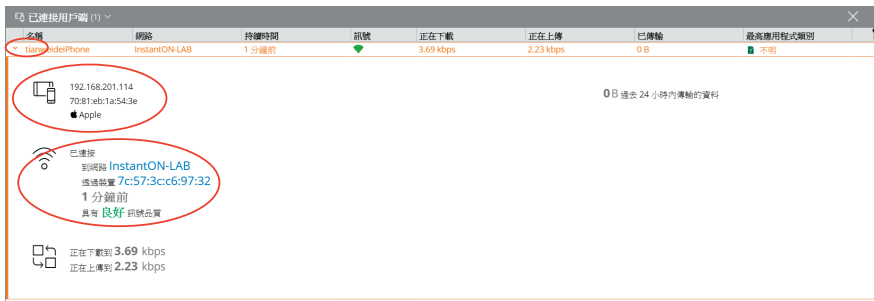 已連接用戶端 (1)
名稱 網路 持續時間 訊號 正在下載 正在上傳 已傳輸 最高應用程式類別
tianweideiPhone InstantON-LAB 1 分鐘前 3.69 kbps 2.23 kbps 0 B 不明
192.168.201.114
70:81:eb:1a:54:3e
Apple
0 B 過去 24 小時內傳輸的資料
已連接
到網路 InstantON-LAB
透過裝置 7c:57:3c:c6:97:32
1 分鐘前
具有 良好 訊號品質
正在下載到 3.69 kbps
正在上傳到 2.23 kbps